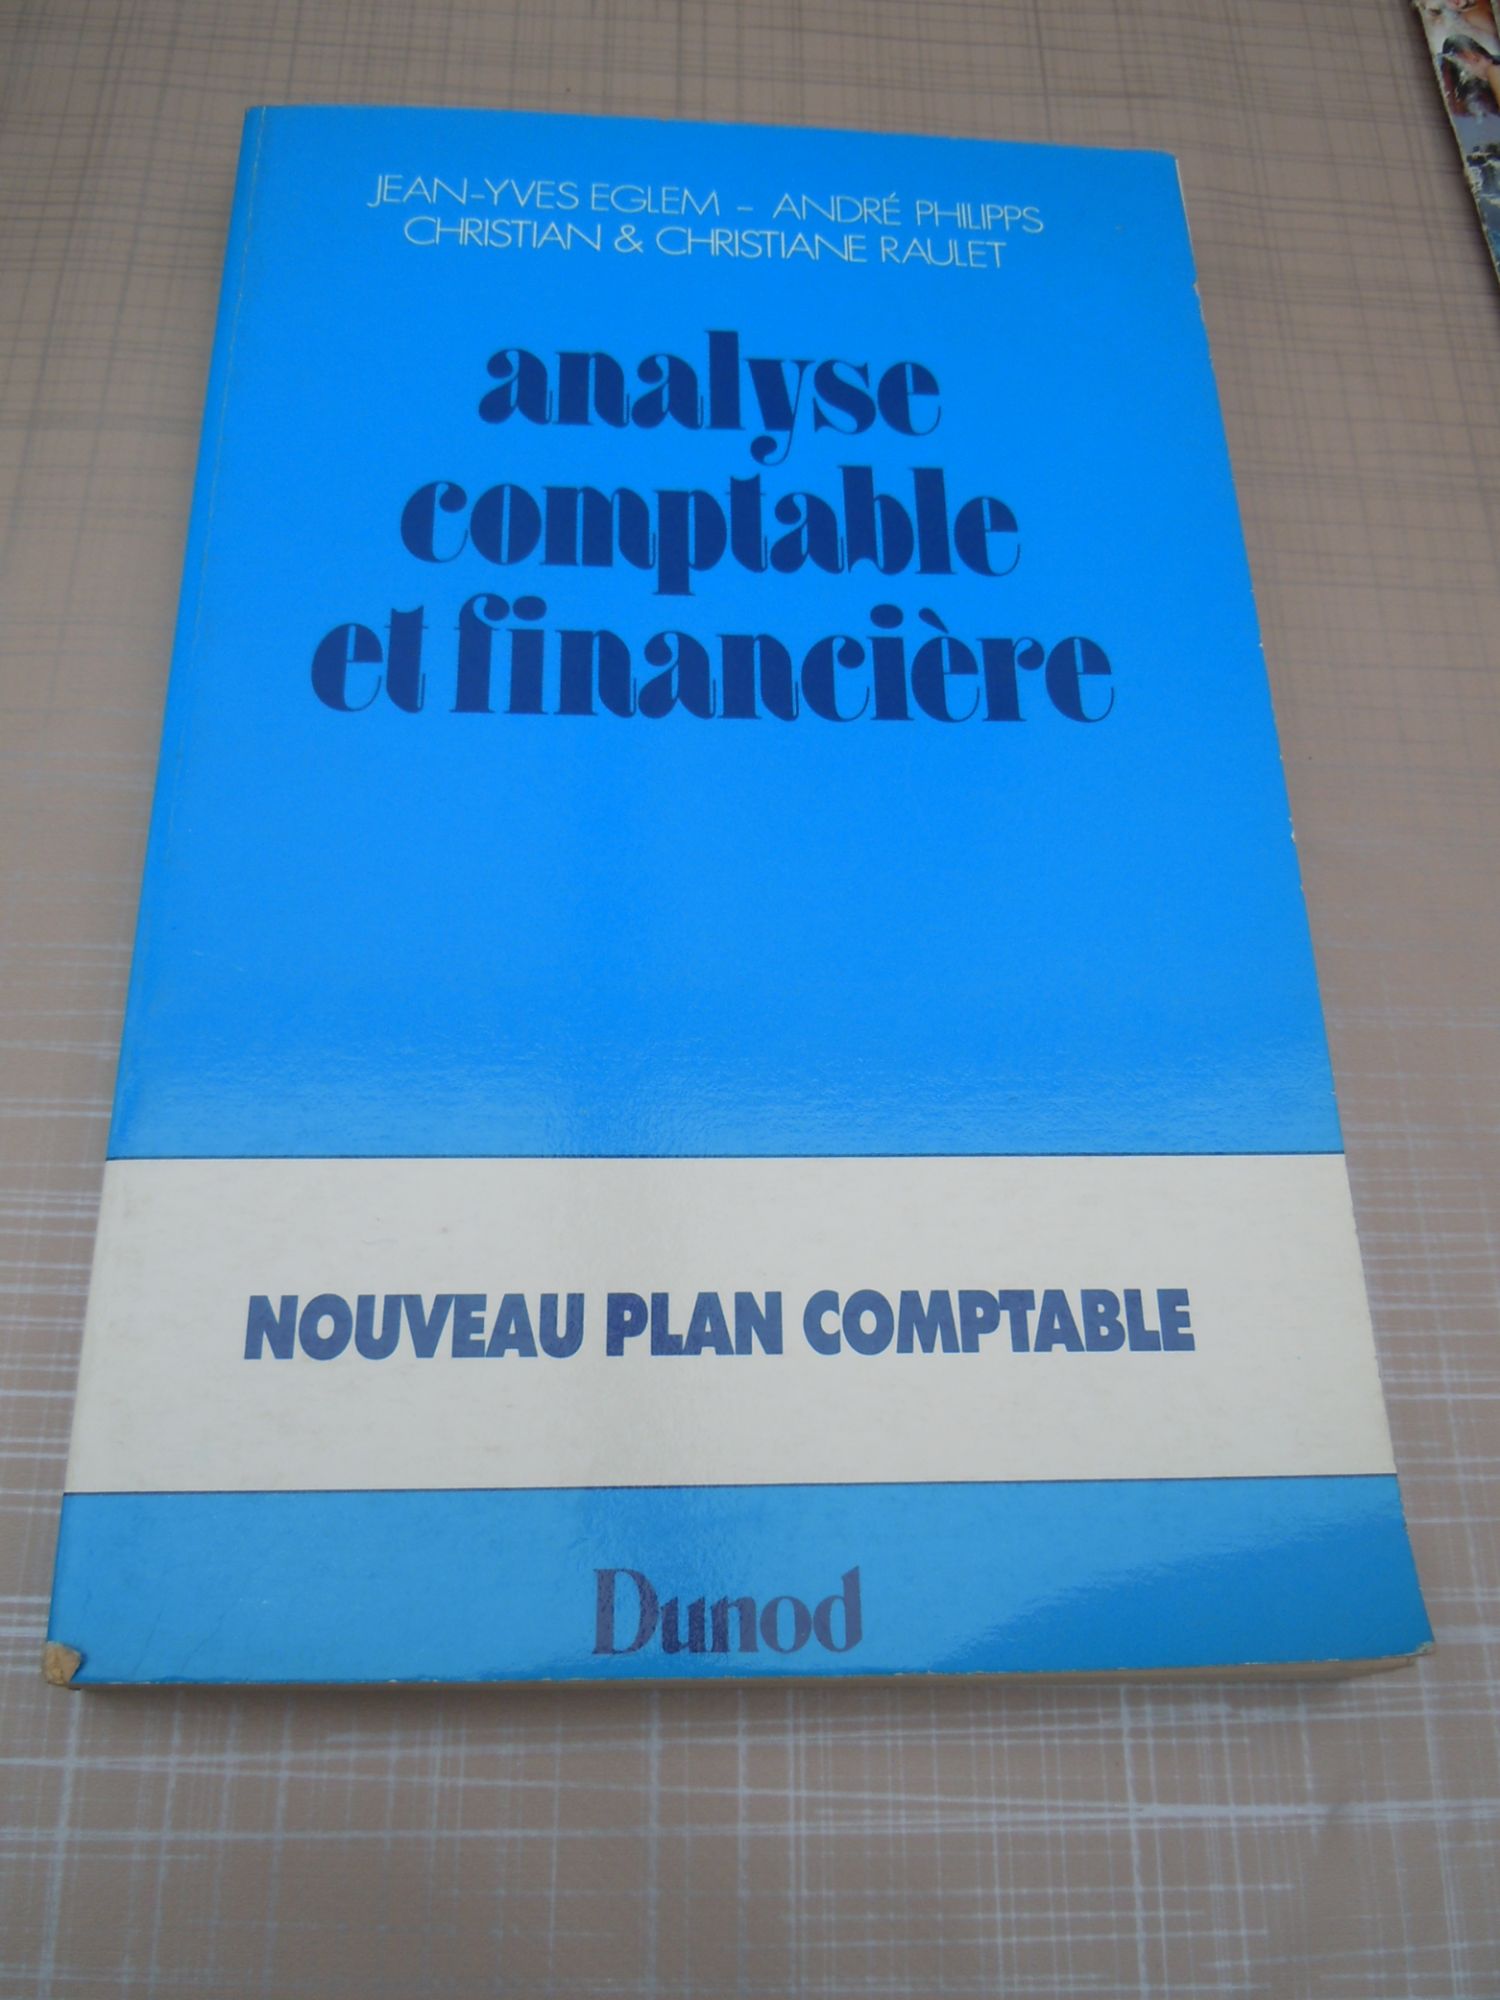 JEAN-YVES EGLEM - ANDRÉ PHILIPPS
CHRISTIAN & CHRISTIANE RAULET
analyse
comptable
et financière
NOUVEAU PLAN COMPTABLE
Dunod